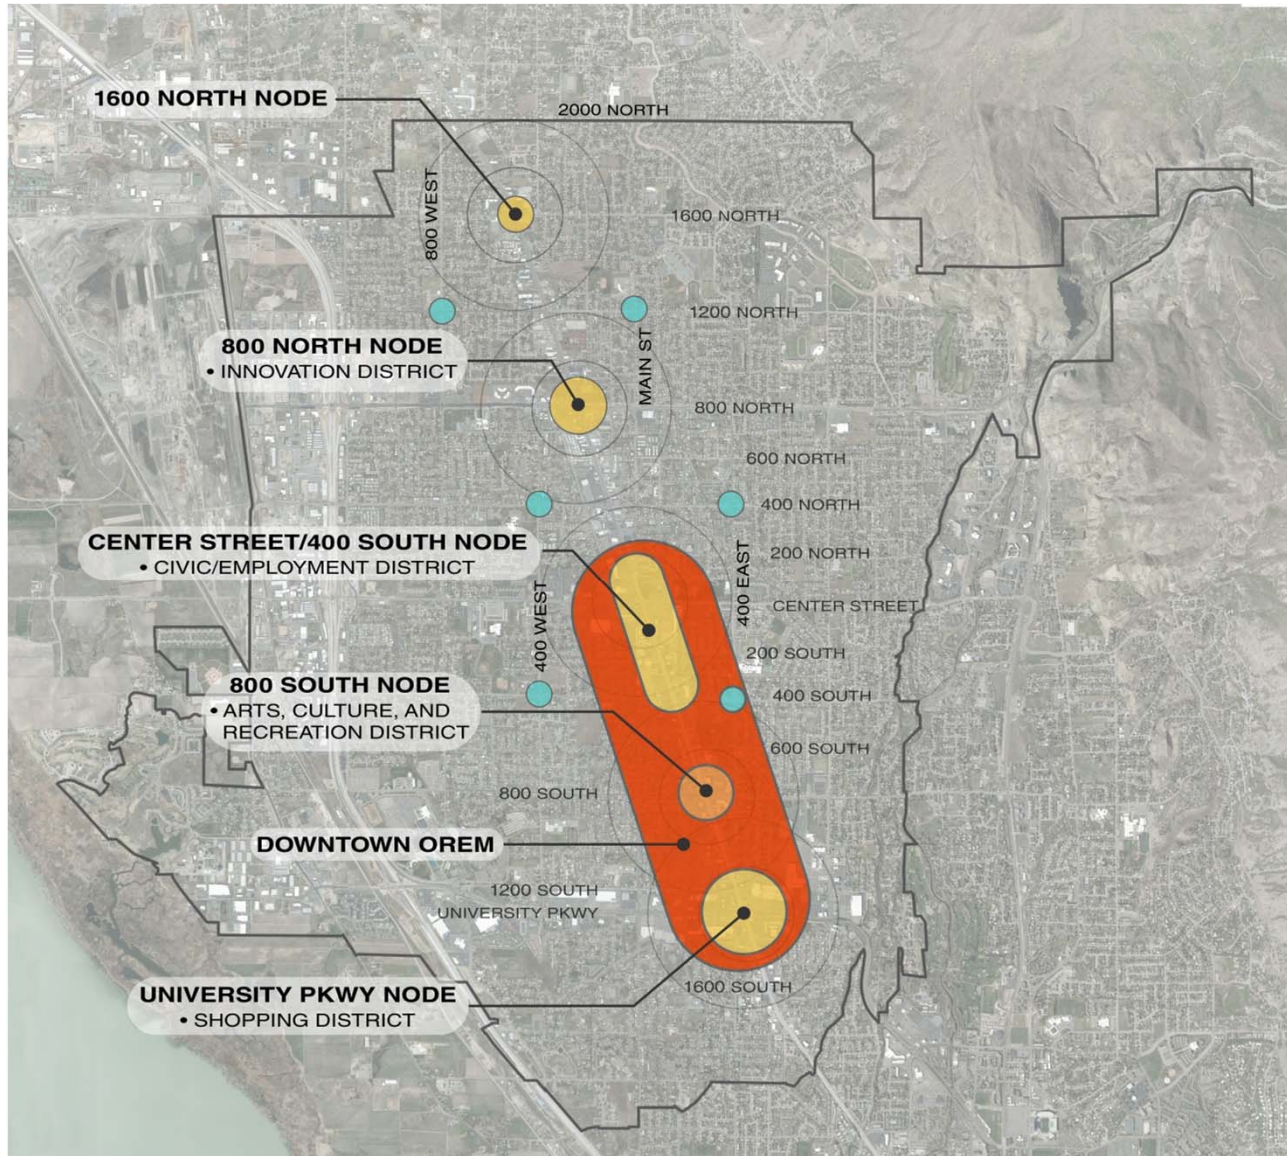 1600 NORTH NODE
2000 NORTH
800 WEST
1600 NORTH
1200 NORTH
800 NORTH NODE
• INNOVATION DISTRICT
MAIN ST
800 NORTH
600 NORTH
400 NORTH
CENTER STREET/400 SOUTH NODE
• CIVIC/EMPLOYMENT DISTRICT
200 NORTH
400 EAST
CENTER STREET
400 WEST
200 SOUTH
800 SOUTH NODE
• ARTS, CULTURE, AND
RECREATION DISTRICT
400 SOUTH
600 SOUTH
800 SOUTH
DOWNTOWN OREM
1200 SOUTH
UNIVERSITY PKWY
1600 SOUTH
UNIVERSITY PKWY NODE
• SHOPPING DISTRICT